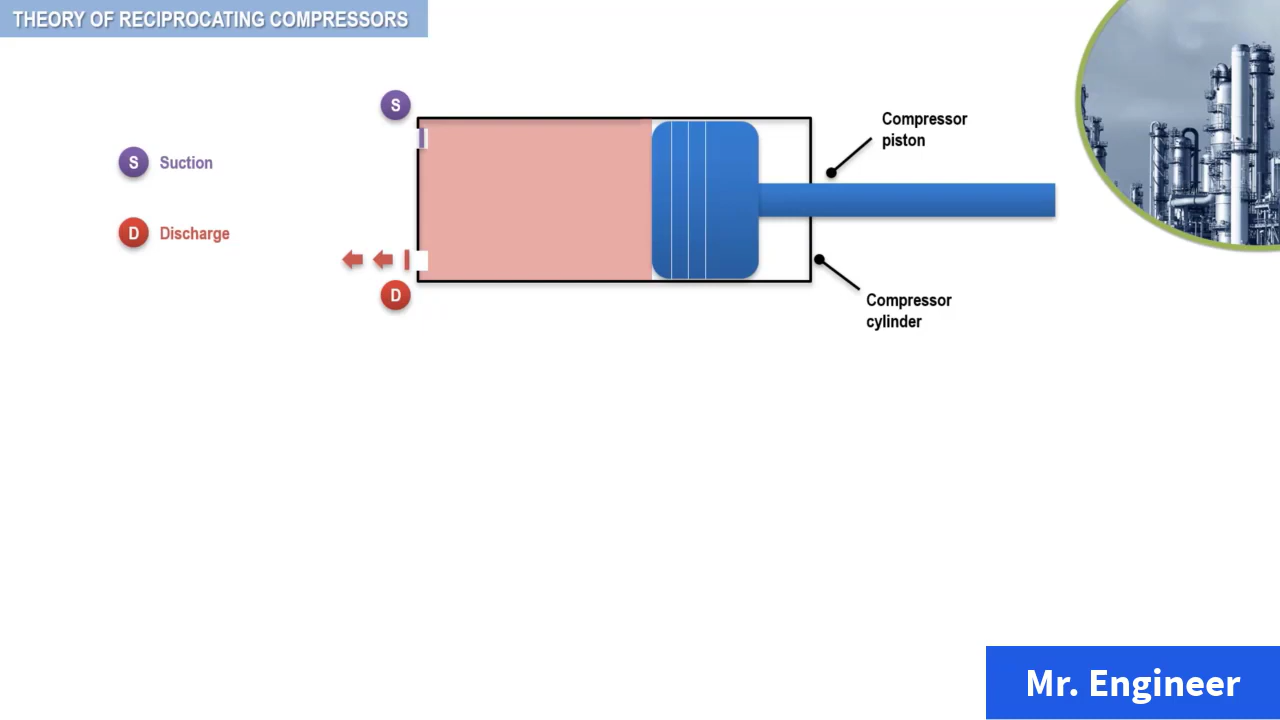 THEORY OF RECIPROCATING COMPRESSORS
S
Compressor
piston
S Suction
D Discharge
D
Compressor
cylinder
Mr. Engineer